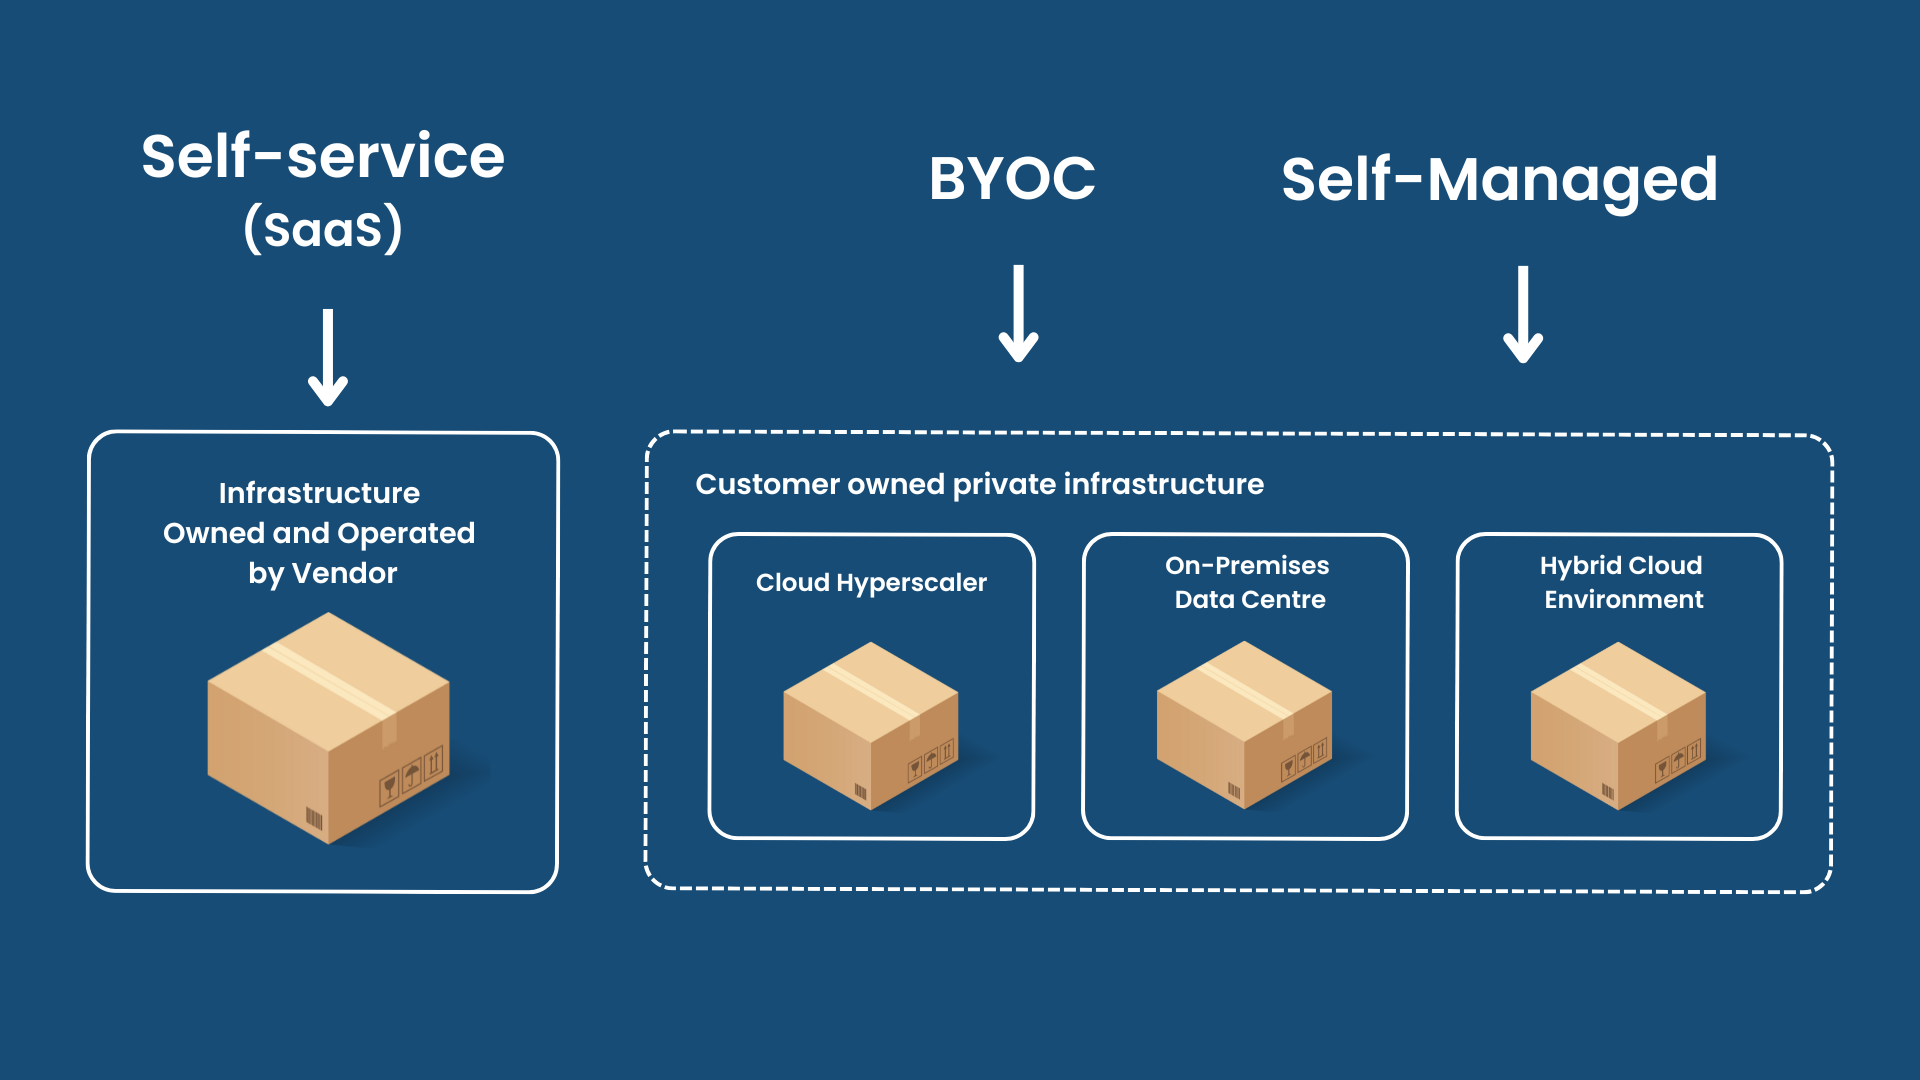 Self-service
(SaaS)
BYOC
Self-Managed
Infrastructure
Owned and Operated
by Vendor
Customer owned private infrastructure
Cloud Hyperscaler
On-Premises
Data Centre
Hybrid Cloud
Environment